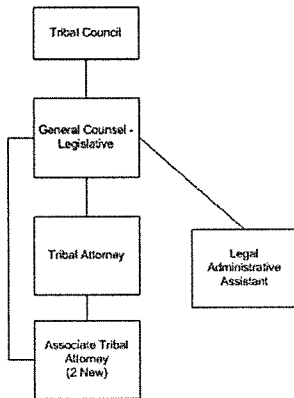 Tribal Council
General Counsel -
Legislative
Tribal Attorney
Legal
Administrative
Assistant
Associate Tribal
Attorney
(2 New)